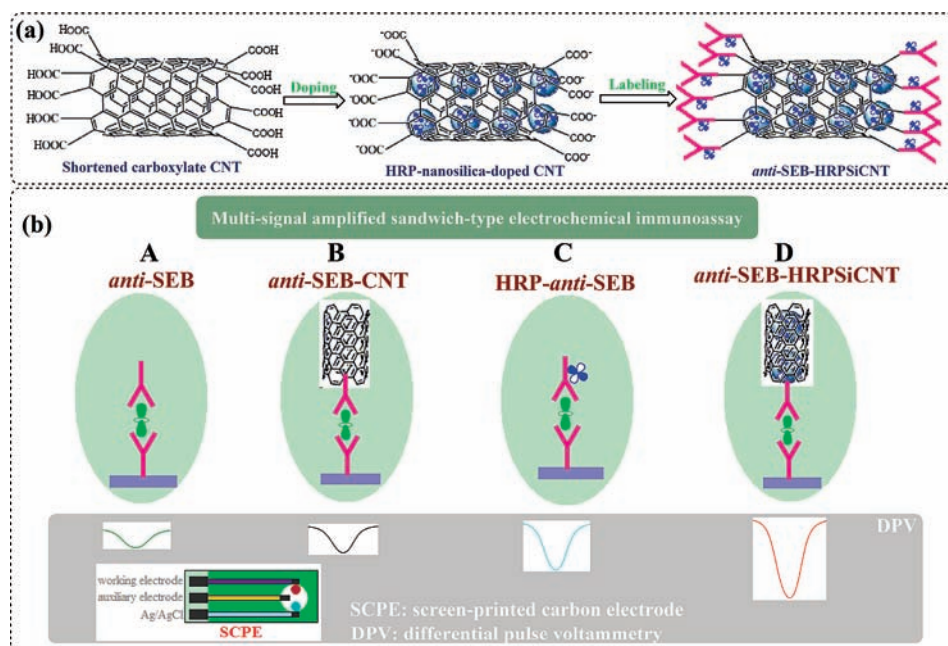 (a)
HOOC
HOOC
HOOC
HOOC
HOOC
HOOC
COOH
COOH
COOH
COOH
COOH
COOH
Shortened carboxylate CNT
Doping
⁻OOC
⁻OOC
⁻OOC
⁻OOC
⁻OOC
⁻OOC
COO⁻
COO⁻
COO⁻
COO⁻
COO⁻
COO⁻
HRP-nanosilica-doped CNT
Labeling
anti-SEB-HRPSiCNT
(b)
Multi-signal amplified sandwich-type electrochemical immunoassay
A
anti-SEB
B
anti-SEB-CNT
C
HRP-anti-SEB
D
anti-SEB-HRPSiCNT
DPV
working electrode
auxiliary electrode
Ag/AgCl
SCPE
SCPE: screen-printed carbon electrode
DPV: differential pulse voltammetry